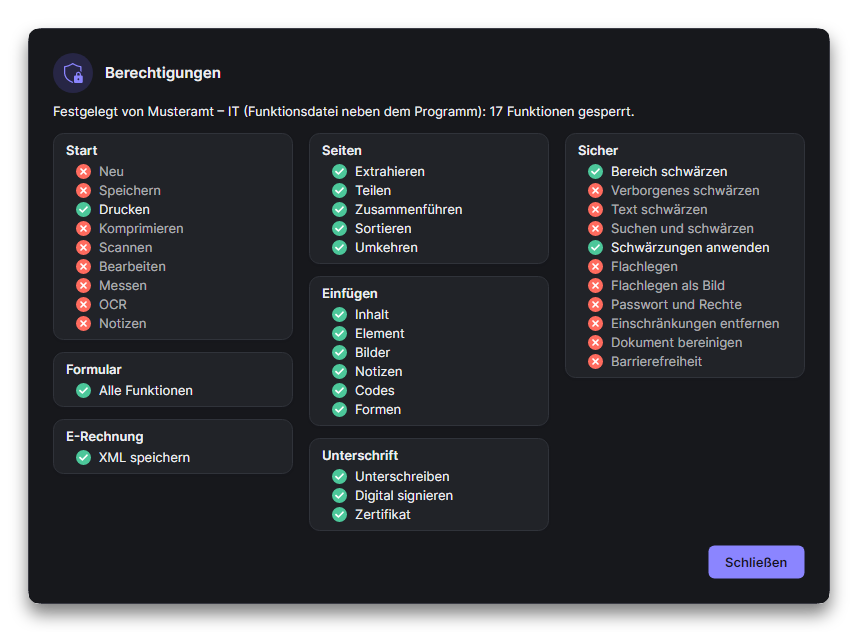 Berechtigungen
Festgelegt von Musteramt – IT (Funktionsdatei neben dem Programm): 17 Funktionen gesperrt.
Start
Neu
Speichern
Drucken
Komprimieren
Scannen
Bearbeiten
Messen
OCR
Notizen
Formular
Alle Funktionen
E-Rechnung
XML speichern
Seiten
Extrahieren
Teilen
Zusammenführen
Sortieren
Umkehren
Einfügen
Inhalt
Element
Bilder
Notizen
Codes
Formen
Unterschrift
Unterschreiben
Digital signieren
Zertifikat
Sicher
Bereich schwärzen
Verborgenes schwärzen
Text schwärzen
Suchen und schwärzen
Schwärzungen anwenden
Flachlegen
Flachlegen als Bild
Passwort und Rechte
Einschränkungen entfernen
Dokument bereinigen
Barrierefreiheit
Schließen